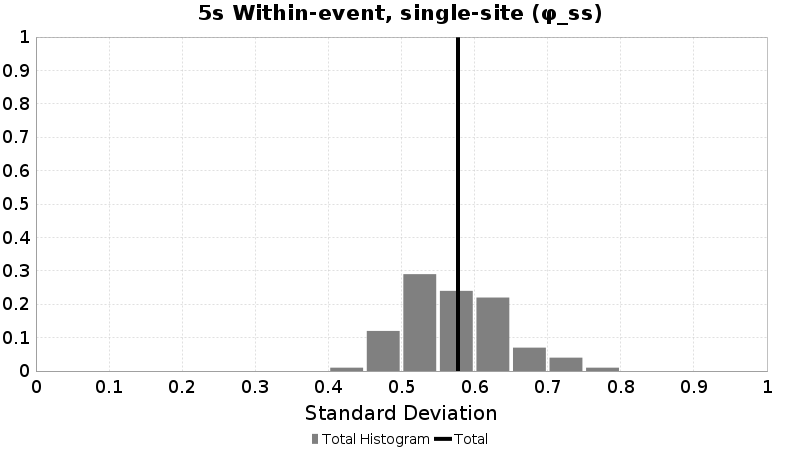 5s Within-event, single-site (φ_ss)
1
0.9
0.8
0.7
0.6
0.5
0.4
0.3
0.2
0.1
0
0 0.1 0.2 0.3 0.4 0.5 0.6 0.7 0.8 0.9 1
Standard Deviation
Total Histogram Total